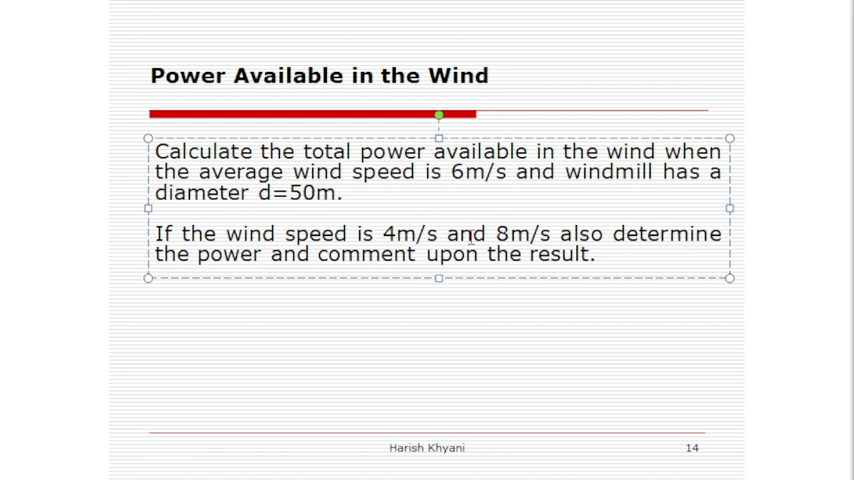 Power Available in the Wind
Calculate the total power available in the wind when
the average wind speed is 6m/s and windmill has a
diameter d=50m.
If the wind speed is 4m/s and 8m/s also determine
the power and comment upon the result.
Harish Khyani
14